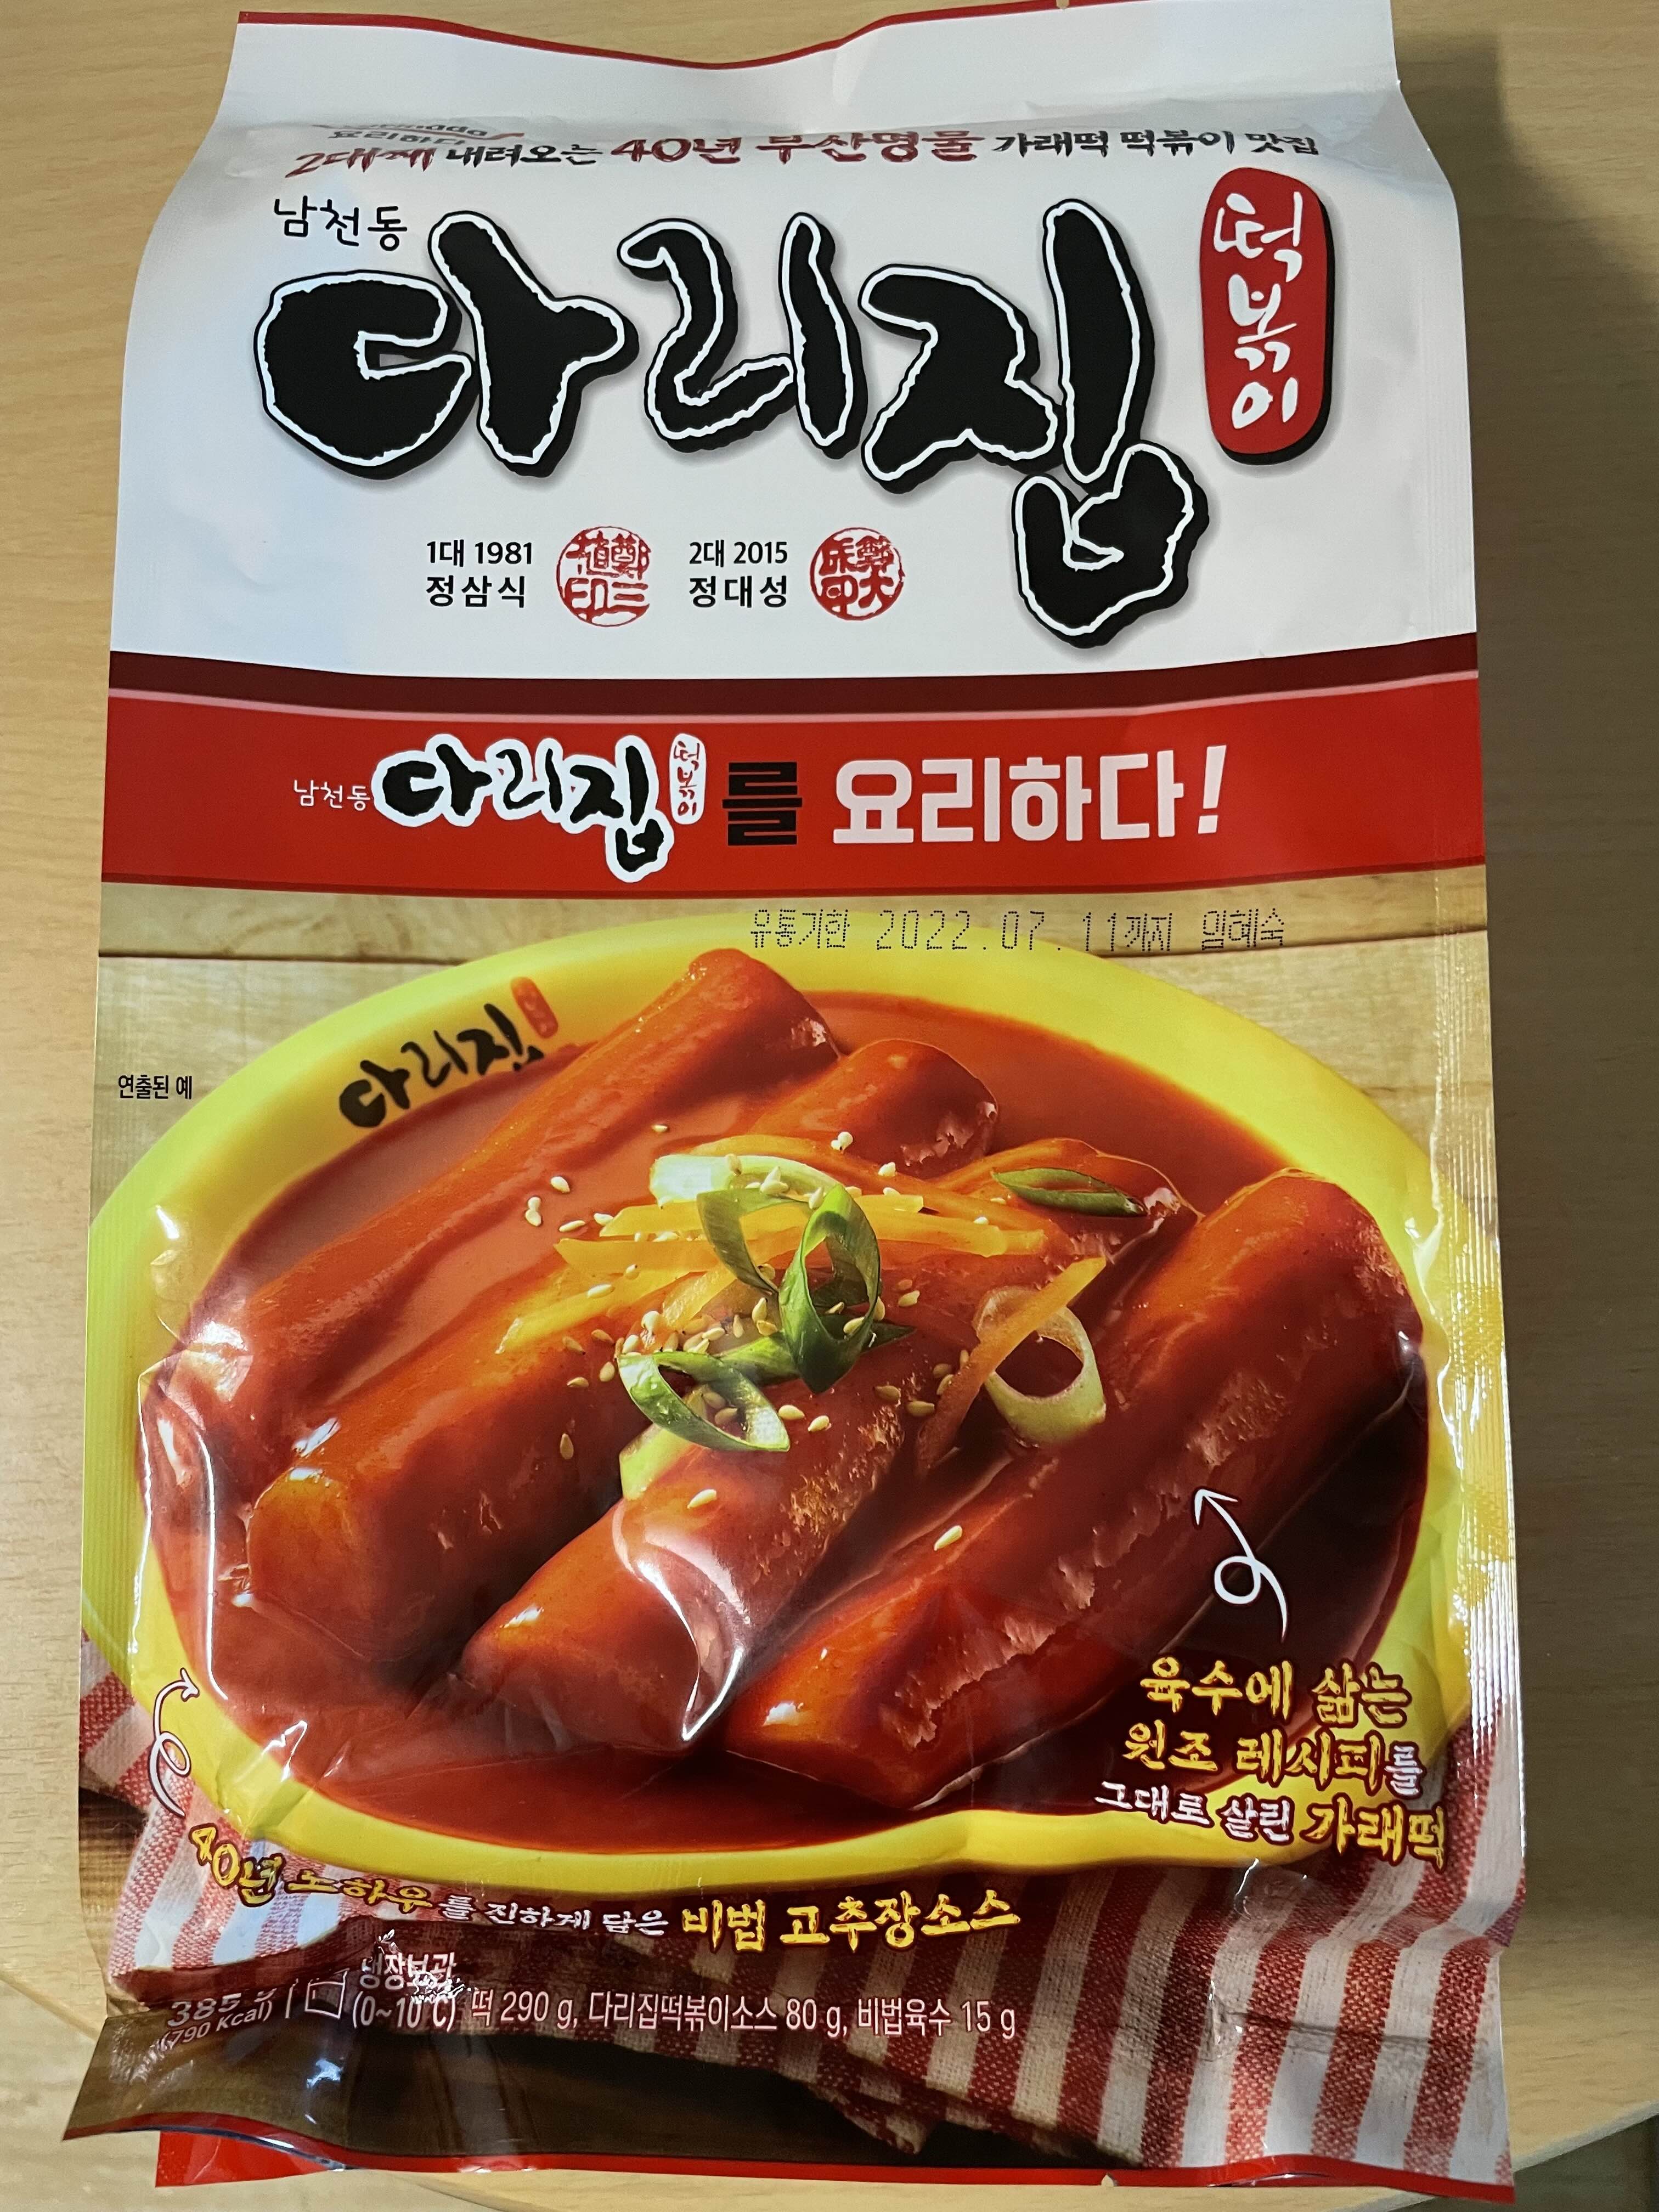 요리하다
2대째 내려오는 40년 부산명물 가래떡 떡볶이 맛집
남천동
다리집
떡볶이
1대 1981
정삼식
2대 2015
정대성
남천동 다리집 떡볶이 를 요리하다!
유통기한 2022.07.11까지 임혜숙
다리집
연출된 예
육수에 삶는
원조 레시피를
그대로 살린 가래떡
40년 노하우를 진하게 담은 비법 고추장소스
냉장보관
385 g (790 Kcal) (0~10℃) 떡 290 g, 다리집떡볶이소스 80 g, 비법육수 15 g